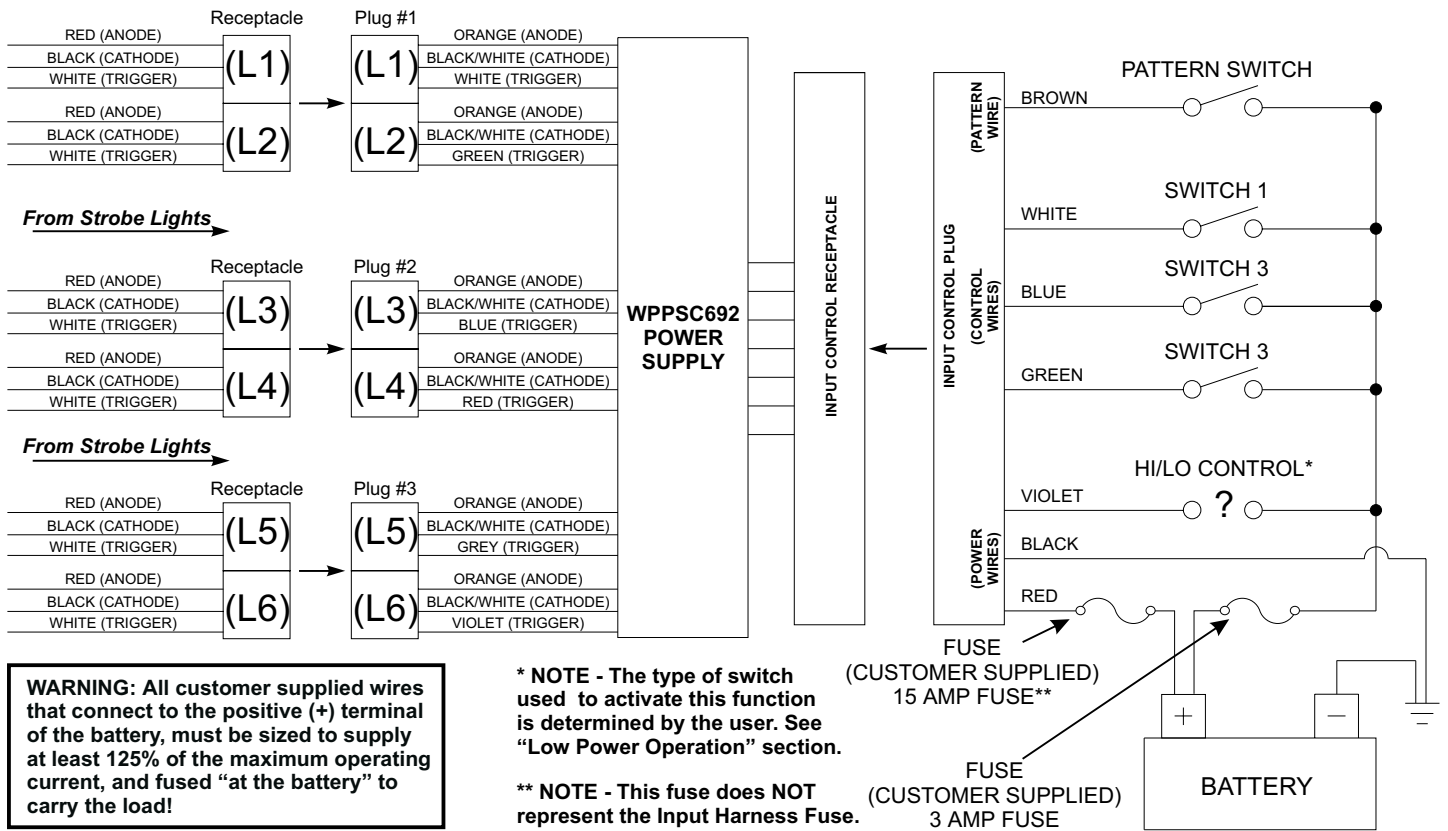 Receptacle
Plug #1
RED (ANODE)
BLACK (CATHODE)
WHITE (TRIGGER)
(L1)
(L1)
ORANGE (ANODE)
BLACK/WHITE (CATHODE)
WHITE (TRIGGER)
RED (ANODE)
BLACK (CATHODE)
WHITE (TRIGGER)
(L2)
(L2)
ORANGE (ANODE)
BLACK/WHITE (CATHODE)
GREEN (TRIGGER)
From Strobe Lights
Receptacle
Plug #2
RED (ANODE)
BLACK (CATHODE)
WHITE (TRIGGER)
(L3)
(L3)
ORANGE (ANODE)
BLACK/WHITE (CATHODE)
BLUE (TRIGGER)
RED (ANODE)
BLACK (CATHODE)
WHITE (TRIGGER)
(L4)
(L4)
ORANGE (ANODE)
BLACK/WHITE (CATHODE)
RED (TRIGGER)
From Strobe Lights
Receptacle
Plug #3
RED (ANODE)
BLACK (CATHODE)
WHITE (TRIGGER)
(L5)
(L5)
ORANGE (ANODE)
BLACK/WHITE (CATHODE)
GREY (TRIGGER)
RED (ANODE)
BLACK (CATHODE)
WHITE (TRIGGER)
(L6)
(L6)
ORANGE (ANODE)
BLACK/WHITE (CATHODE)
VIOLET (TRIGGER)
WPPSC692
POWER
SUPPLY
INPUT CONTROL RECEPTACLE
INPUT CONTROL PLUG
(PATTERN
WIRE)
(CONTROL
WIRES)
(POWER
WIRES)
PATTERN SWITCH
BROWN
SWITCH 1
WHITE
SWITCH 3
BLUE
SWITCH 3
GREEN
HI/LO CONTROL*
VIOLET
?
BLACK
RED
FUSE
(CUSTOMER SUPPLIED)
15 AMP FUSE**
FUSE
(CUSTOMER SUPPLIED)
3 AMP FUSE
+
−
BATTERY
WARNING: All customer supplied wires
that connect to the positive (+) terminal
of the battery, must be sized to supply
at least 125% of the maximum operating
current, and fused “at the battery” to
carry the load!
* NOTE - The type of switch
used to activate this function
is determined by the user. See
“Low Power Operation” section.
** NOTE - This fuse does NOT
represent the Input Harness Fuse.